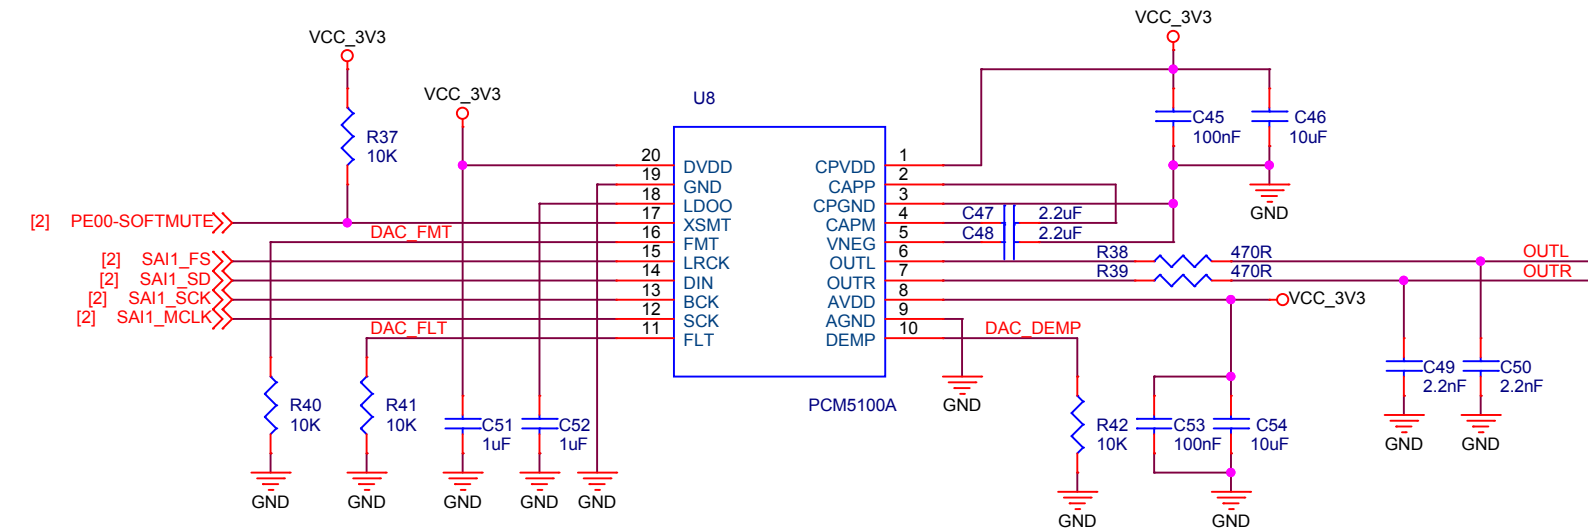 VCC_3V3
VCC_3V3
VCC_3V3
U8
R37
10K
C45
100nF
C46
10uF
GND
20
DVDD
19
GND
18
LDOO
17
XSMT
16
FMT
15
LRCK
14
DIN
13
BCK
12
SCK
11
FLT
1
CPVDD
2
CAPP
3
CPGND
4
CAPM
5
VNEG
6
OUTL
7
OUTR
8
AVDD
9
AGND
10
DEMP
[2] PE00-SOFTMUTE
DAC_FMT
[2] SAI1_FS
[2] SAI1_SD
[2] SAI1_SCK
[2] SAI1_MCLK
DAC_FLT
C47 2.2uF
C48 2.2uF
R38 470R
R39 470R
OUTL
OUTR
VCC_3V3
DAC_DEMP
PCM5100A
GND
R40
10K
R41
10K
C51
1uF
C52
1uF
R42
10K
C53
100nF
C54
10uF
C49
2.2nF
C50
2.2nF
GND
GND
GND
GND
GND
GND
GND
GND
GND